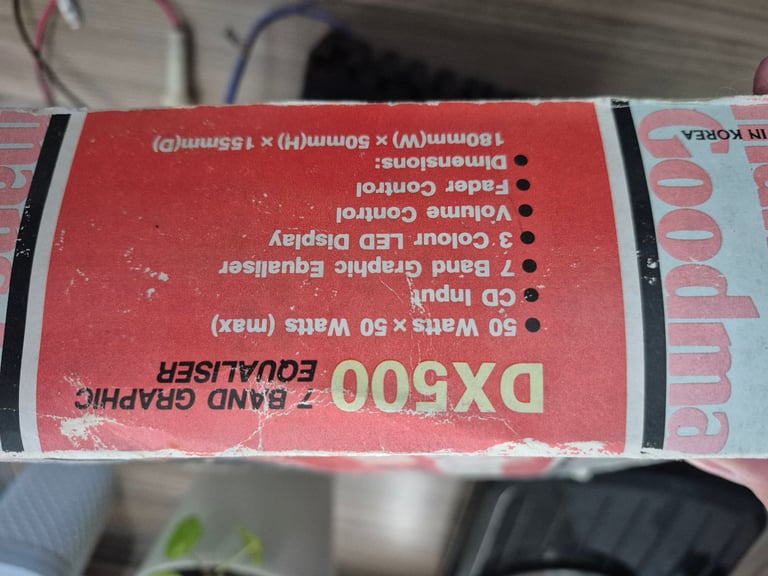 DX500 7 BAND GRAPHIC
EQUALISER
● 50 Watts x 50 Watts (max)
● CD Input
● 7 Band Graphic Equaliser
● 3 Colour LED Display
● Volume Control
● Fader Control
● Dimensions:
180mm(W) x 50mm(H) x 155mm(D)
Goodma
IN KOREA